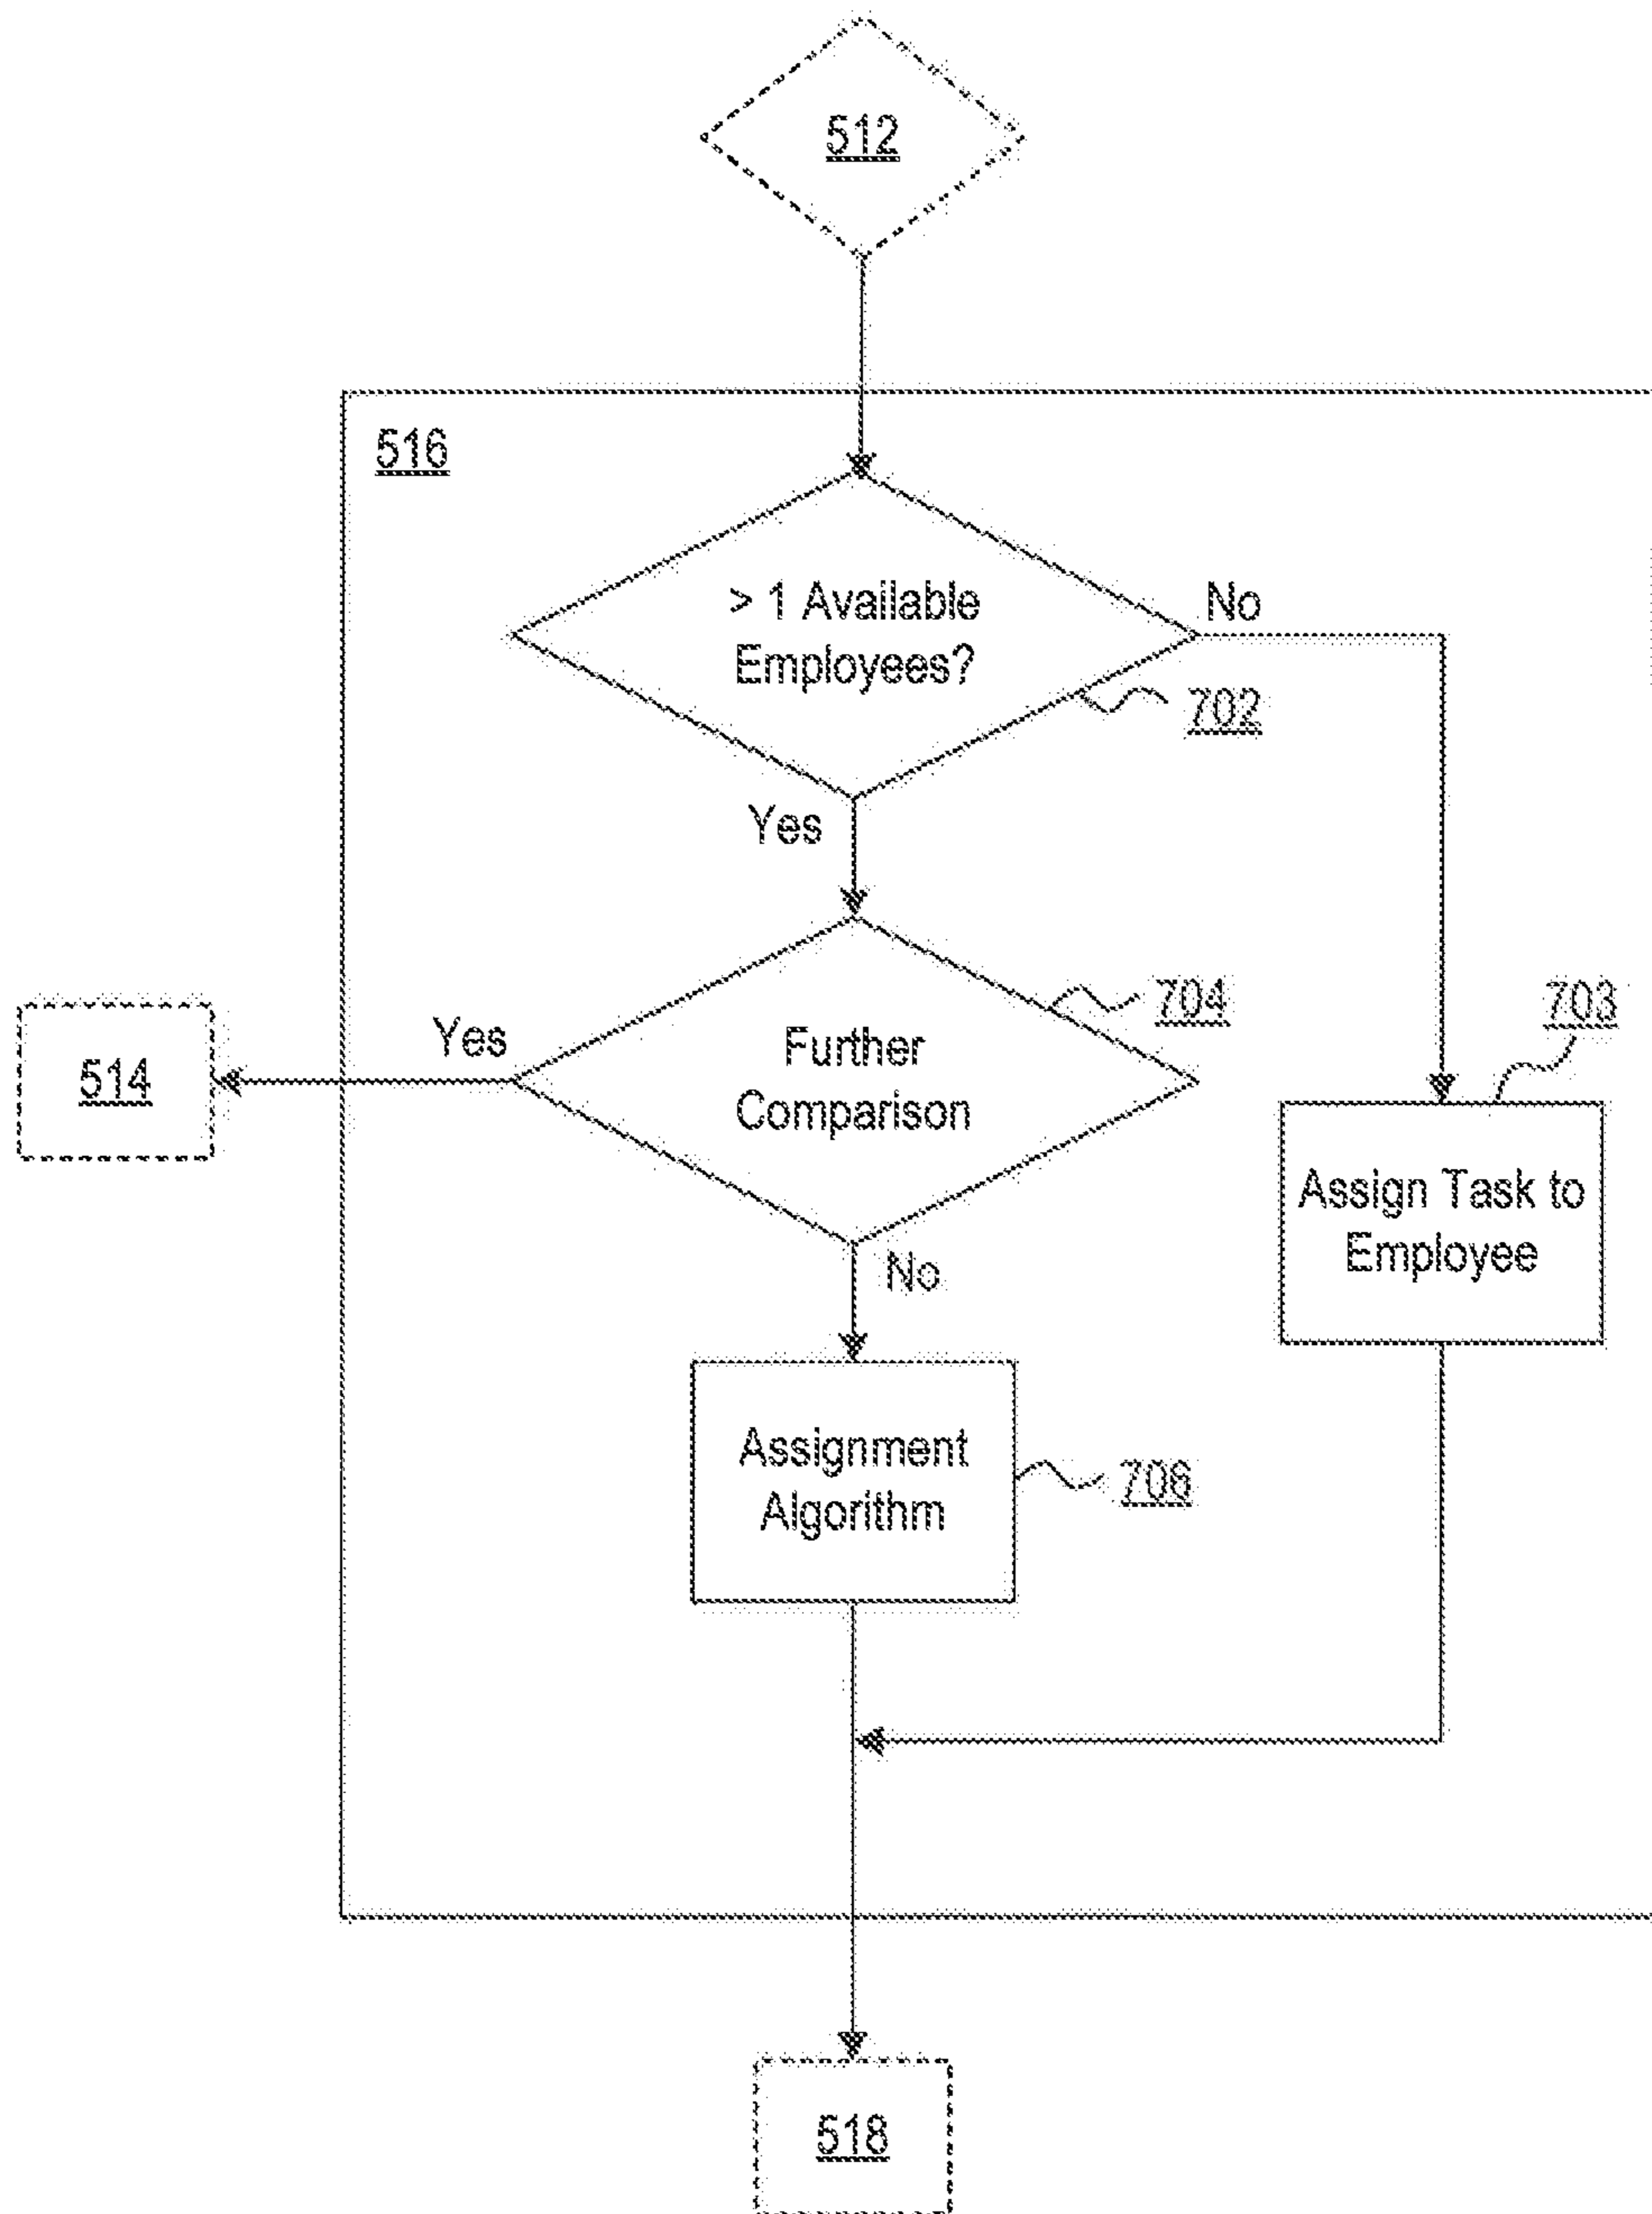 512
516
> 1 Available
Employees?
No
702
Yes
704
703
Yes
Further
Comparison
514
Assign Task to
Employee
No
Assignment
Algorithm
706
518